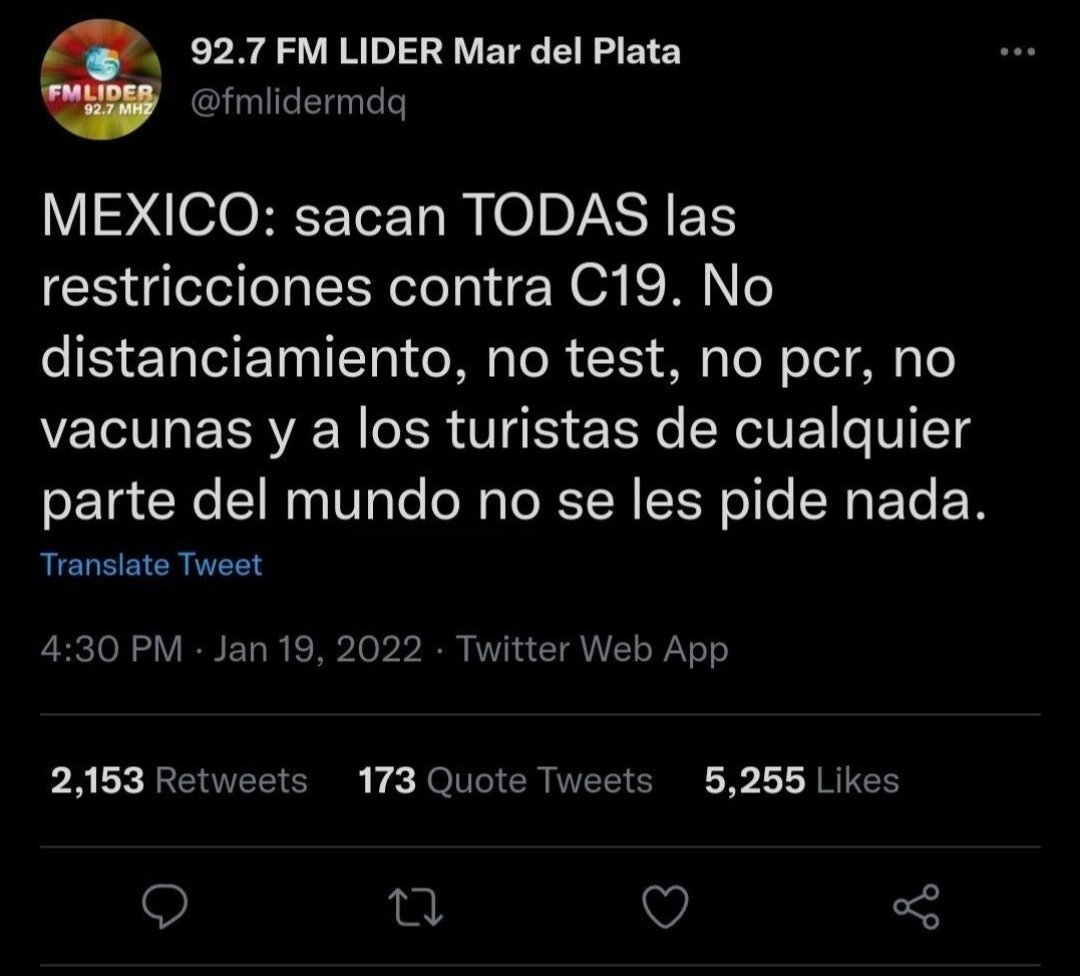 92.7 FM LIDER Mar del Plata
@fmlidermdq
FM LIDER
92.7 MHZ
MEXICO: sacan TODAS las
restricciones contra C19. No
distanciamiento, no test, no pcr, no
vacunas y a los turistas de cualquier
parte del mundo no se les pide nada.
Translate Tweet
4:30 PM · Jan 19, 2022 · Twitter Web App
2,153 Retweets 173 Quote Tweets 5,255 Likes